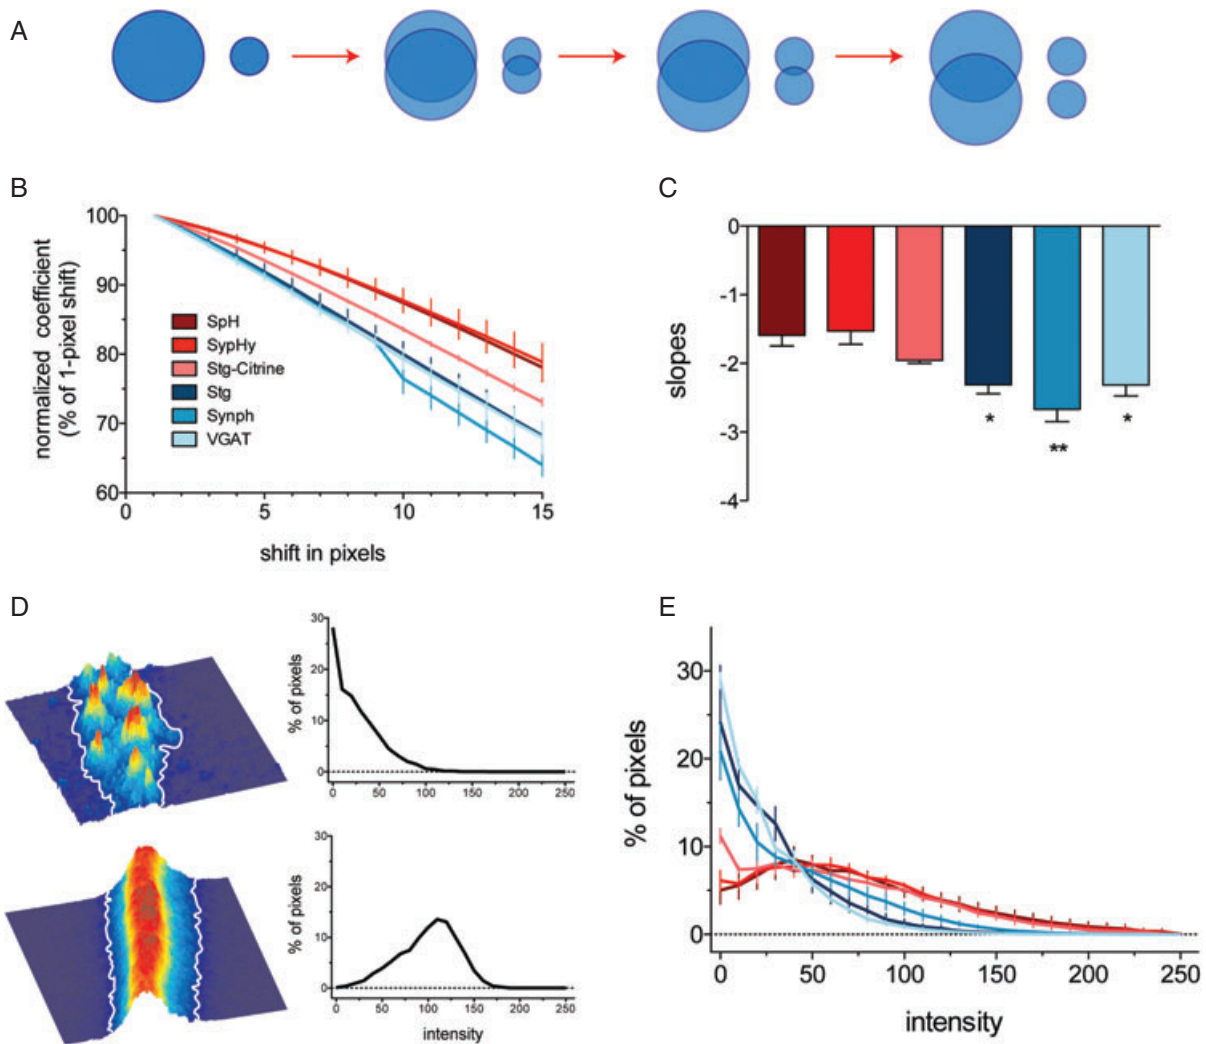 A
B
normalized coefficient
(% of 1-pixel shift)
100
90
80
70
60
SpH
SypHy
Stg-Citrine
Stg
Synph
VGAT
0
5
10
15
shift in pixels
C
slopes
0
-1
-2
-3
-4
*
**
*
D
% of pixels
30
20
10
0
0
50
100
150
200
250
% of pixels
30
20
10
0
0
50
100
150
200
250
intensity
E
% of pixels
30
20
10
0
0
50
100
150
200
250
intensity